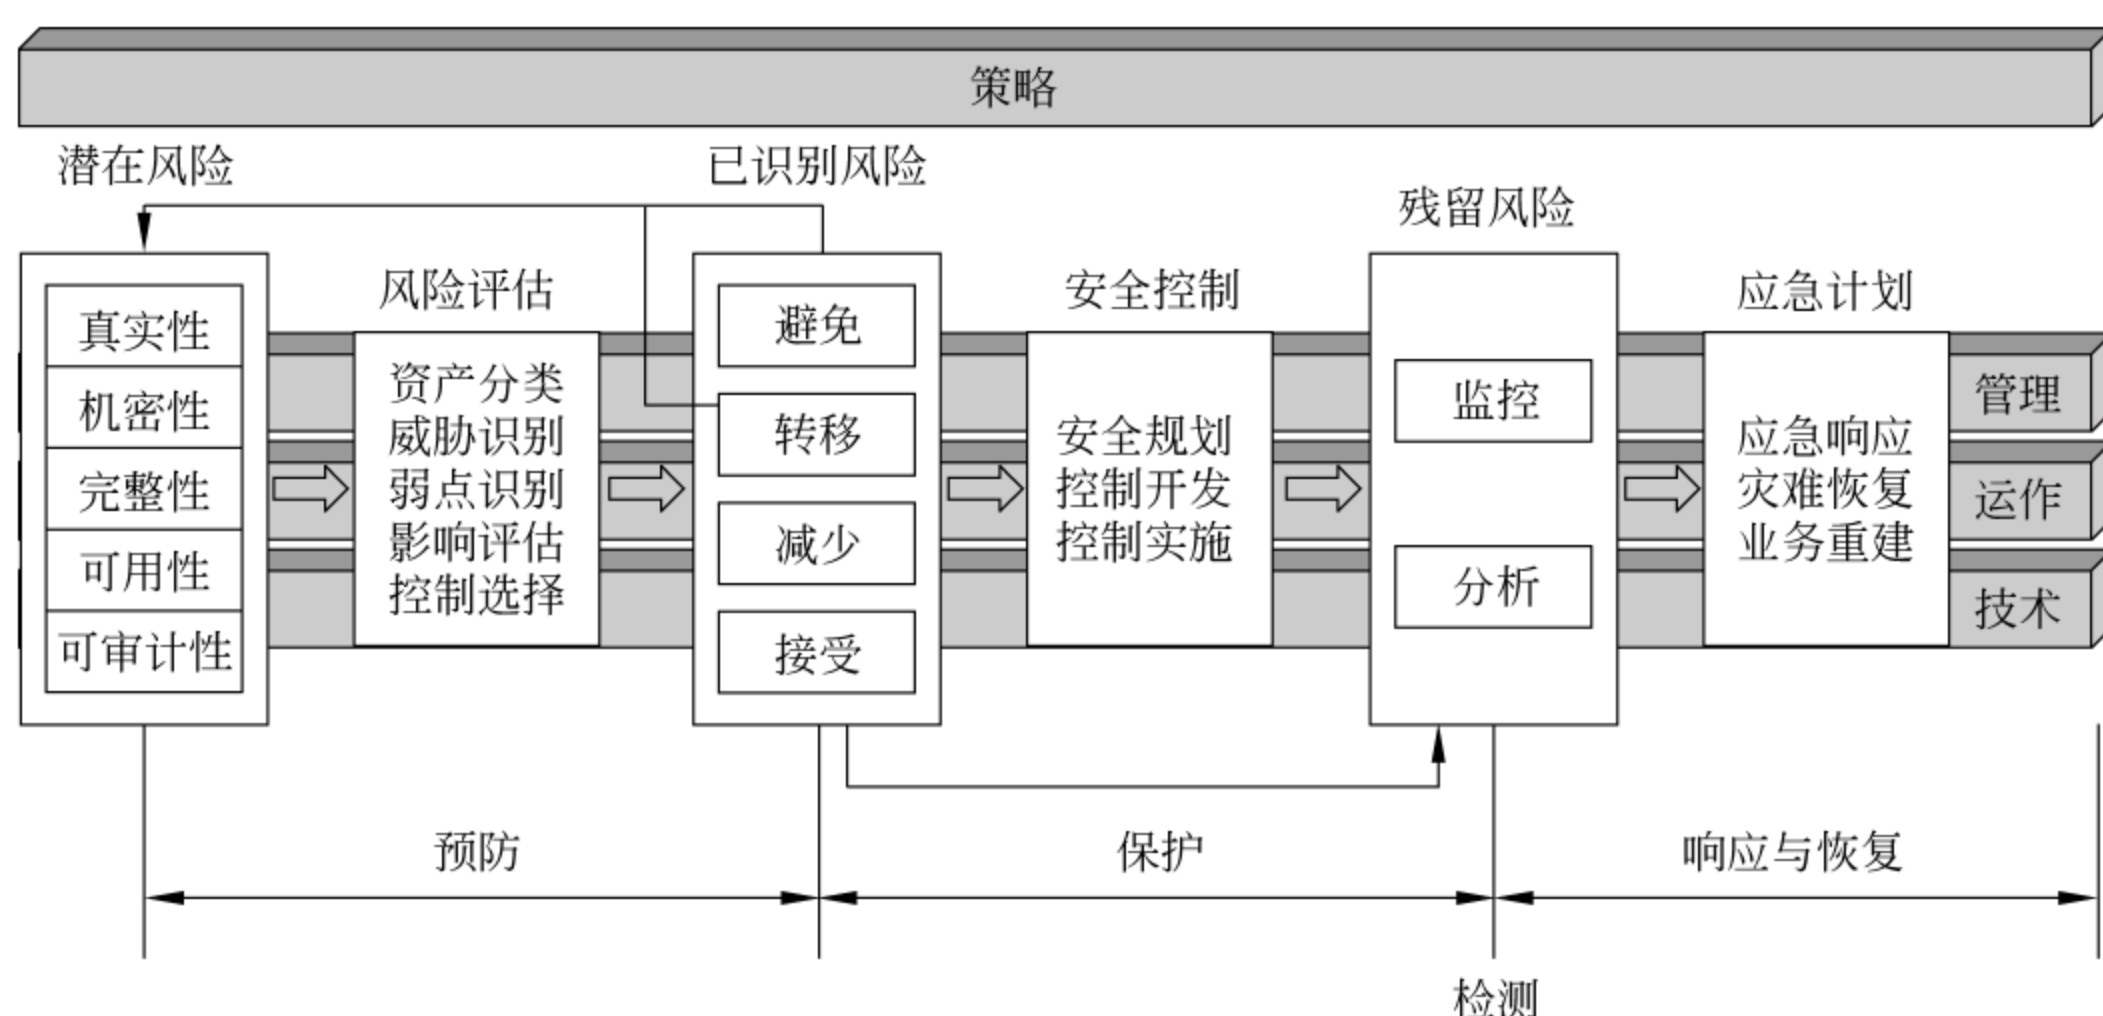 策略
潜在风险
已识别风险
残留风险
真实性
机密性
完整性
可用性
可审计性
风险评估
资产分类
威胁识别
弱点识别
影响评估
控制选择
避免
转移
减少
接受
安全控制
安全规划
控制开发
控制实施
监控
分析
应急计划
应急响应
灾难恢复
业务重建
管理
运作
技术
预防
保护
响应与恢复
检测